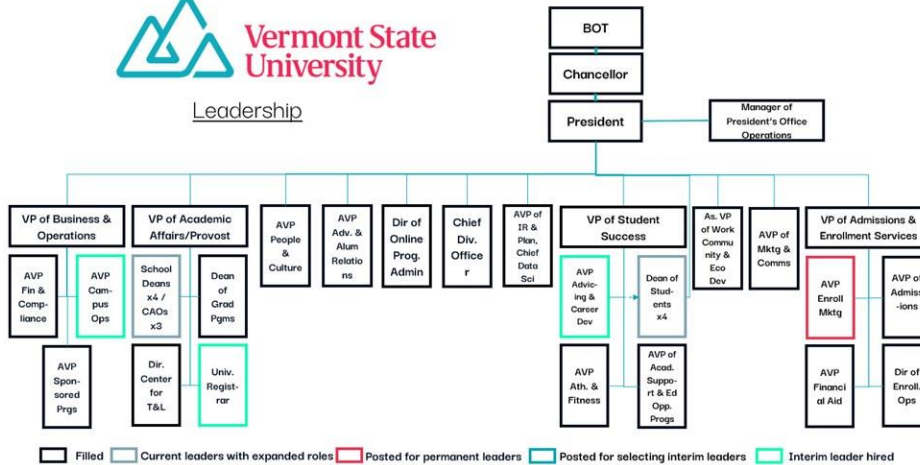 Vermont State
University
Leadership
BOT
Chancellor
President
Manager of
President's Office
Operations
VP of Business &
Operations
VP of Academic
Affairs/Provost
AVP
People
&
Culture
AVP
Adv. &
Alum
Relatio
ns
Dir of
Online
Prog.
Admin
Chief
Div.
Office
r
AVP of
IR &
Plan,
Chief
Data
Sci
VP of Student
Success
As. VP
of Work
Commu
nity &
Eco
Dev
AVP of
Mktg &
Comms
VP of Admissions &
Enrollment Services
AVP
Fin &
Comp-
liance
AVP
Cam-
pus
Ops
School
Deans
x4 /
CAOs
x3
Dean
of
Grad
Pgms
AVP
Advic-
ing &
Career
Dev
Dean of
Stud-
ents
x4
AVP
Enroll
Mktg
AVP of
Admiss
-ions
AVP
Spon-
sored
Prgs
Dir.
Center
for
T&L
Univ.
Regist-
rar
AVP
Ath. &
Fitness
AVP of
Acad.
Suppo-
rt & Ed
Opp.
Progs
AVP
Financi
al Aid
Dir of
Enroll.
Ops
Filled
Current leaders with expanded roles
Posted for permanent leaders
Posted for selecting interim leaders
Interim leader hired